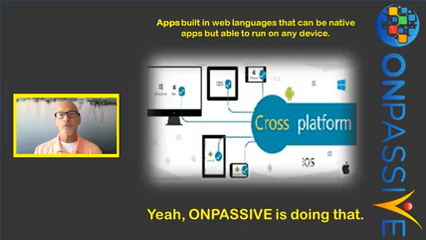 Apps built in web languages that can be native
apps but able to run on any device.
Cross platform
iOS
iOS
ONPASSIVE
Yeah, ONPASSIVE is doing that.